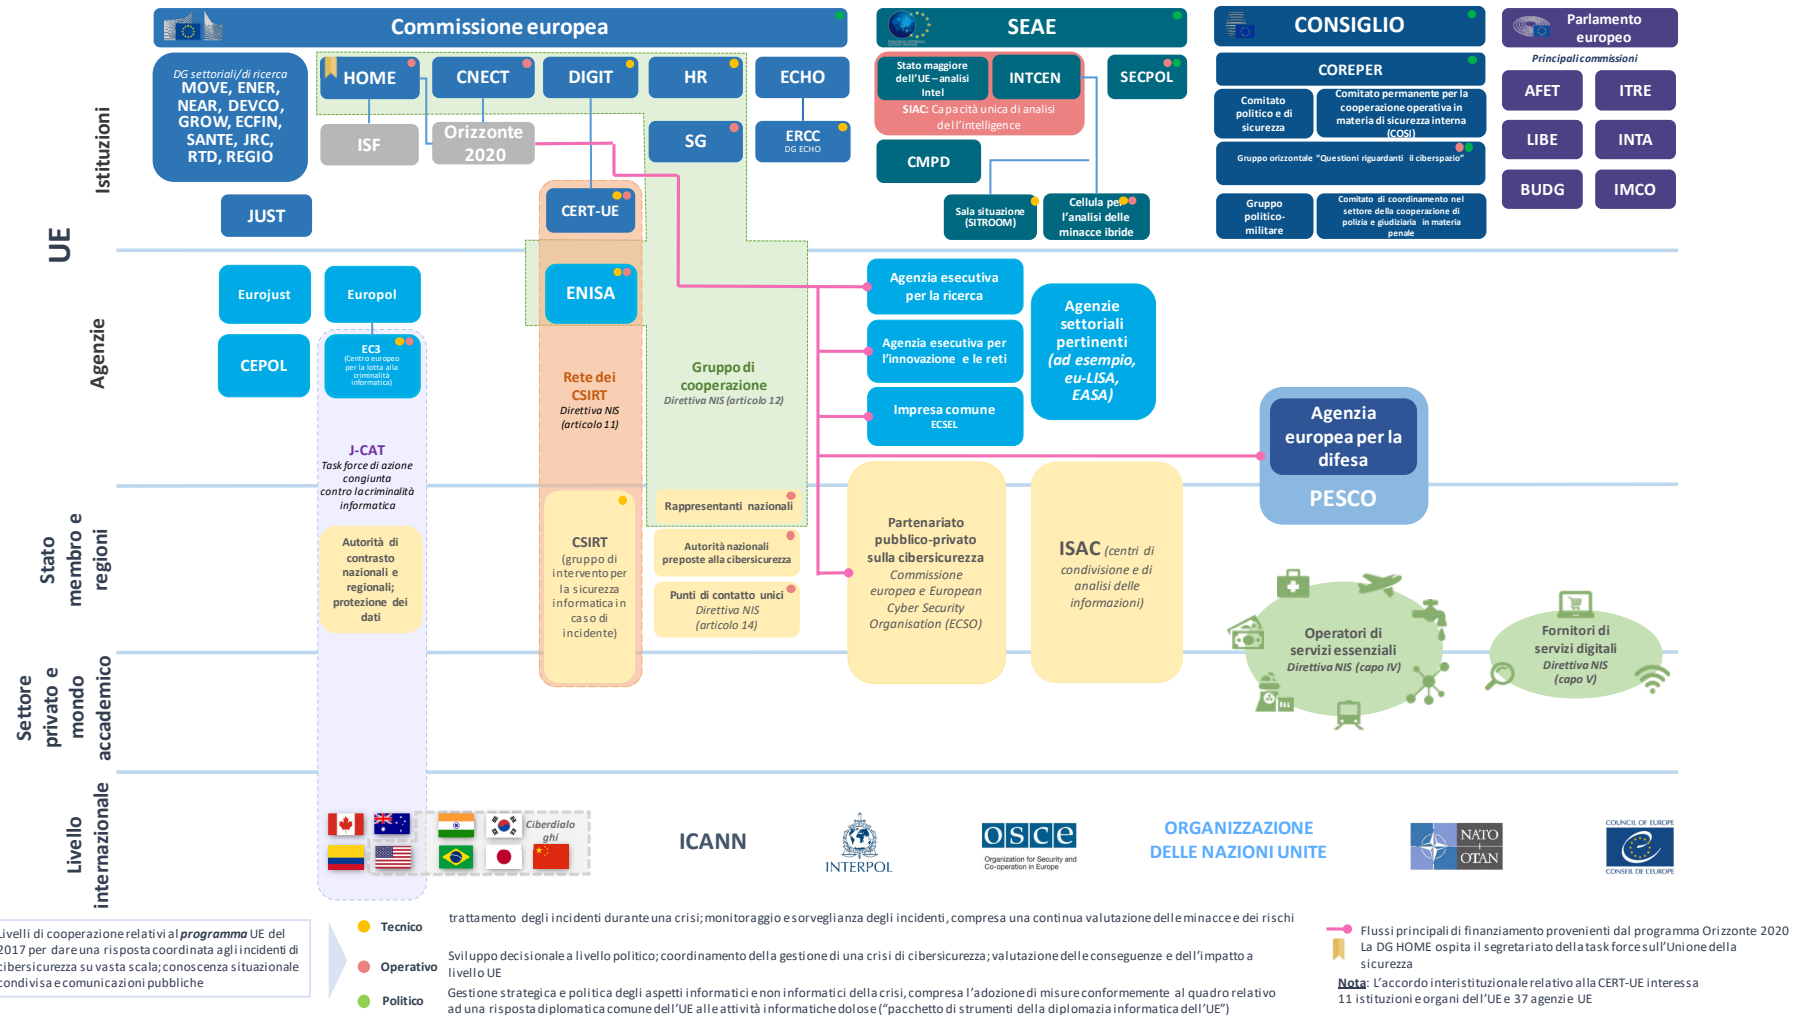 Commissione europea
SEAE
CONSIGLIO
Parlamento
europeo
Principali commissioni
DG settoriali/di ricerca
MOVE, ENER,
NEAR, DEVCO,
GROW, ECFIN,
SANTE, JRC,
RTD, REGIO
HOME
CNECT
DIGIT
HR
ECHO
ISF
Orizzonte
2020
SG
ERCC
DG ECHO
JUST
CERT-UE
Stato maggiore
dell'UE – analisi
Intel
INTCEN
SIAC: Capacità unica di analisi
dell'intelligence
SECPOL
CMPD
Sala situazione
(SITROOM)
Cellula per
l'analisi delle
minacce ibride
COREPER
Comitato
politico e di
sicurezza
Comitato permanente per la
cooperazione operativa in
materia di sicurezza interna
(COSI)
Gruppo orizzontale "Questioni riguardanti il ciberspazio"
Gruppo
politico-
militare
Comitato di coordinamento nel
settore della cooperazione di
polizia e giudiziaria in materia
penale
AFET
ITRE
LIBE
INTA
BUDG
IMCO
UE
Istituzioni
Agenzie
Stato
membro e
regioni
Settore
privato e
mondo
accademico
Livello
internazionale
Eurojust
Europol
CEPOL
EC3
(Centro europeo
per la lotta alla
criminalità
informatica)
ENISA
J-CAT
Task force di azione
congiunta
contro la criminalità
informatica
Autorità di
contrasto
nazionali e
regionali;
protezione dei
dati
Rete dei
CSIRT
Direttiva NIS
(articolo 11)
CSIRT
(gruppo di
intervento per
la sicurezza
informatica in
caso di
incidente)
Gruppo di
cooperazione
Direttiva NIS (articolo 12)
Rappresentanti nazionali
Autorità nazionali
preposte alla cibersicurezza
Punti di contatto unici
Direttiva NIS
(articolo 14)
Agenzia esecutiva
per la ricerca
Agenzia esecutiva per
l'innovazione e le reti
Impresa comune
ECSEL
Agenzie
settoriali
pertinenti
(ad esempio,
eu-LISA,
EASA)
Agenzia
europea per la
difesa
PESCO
Partenariato
pubblico-privato
sulla cibersicurezza
Commissione
europea e European
Cyber Security
Organisation (ECSO)
ISAC (centri di
condivisione e di
analisi delle
informazioni)
Operatori di
servizi essenziali
Direttiva NIS (capo IV)
Fornitori di
servizi digitali
Direttiva NIS
(capo V)
Ciberdialo
ghi
ICANN
INTERPOL
osce
Organization for Security and
Co-operation in Europe
ORGANIZZAZIONE
DELLE NAZIONI UNITE
NATO
OTAN
COUNCIL OF EUROPE
CONSEIL DE L'EUROPE
Livelli di cooperazione relativi al programma UE del
2017 per dare una risposta coordinata agli incidenti di
cibersicurezza su vasta scala; conoscenza situazionale
condivisa e comunicazioni pubbliche
Tecnico
trattamento degli incidenti durante una crisi; monitoraggio e sorveglianza degli incidenti, compresa una continua valutazione delle minacce e dei rischi
Operativo
Sviluppo decisionale a livello politico; coordinamento della gestione di una crisi di cibersicurezza; valutazione delle conseguenze e dell'impatto a
livello UE
Politico
Gestione strategica e politica degli aspetti informatici e non informatici della crisi, compresa l'adozione di misure conformemente al quadro relativo
ad una risposta diplomatica comune dell'UE alle attività informatiche dolose ("pacchetto di strumenti della diplomazia informatica dell'UE")
Flussi principali di finanziamento provenienti dal programma Orizzonte 2020
La DG HOME ospita il segretariato della task force sull'Unione della
sicurezza
Nota: L'accordo interistituzionale relativo alla CERT-UE interessa
11 istituzioni e organi dell'UE e 37 agenzie UE